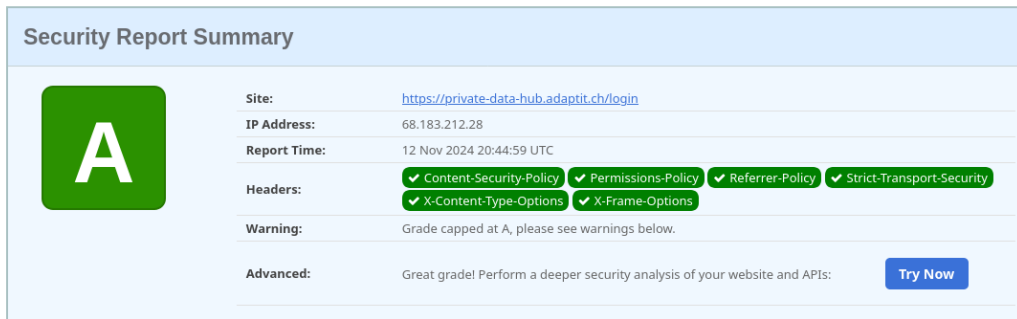 Security Report Summary
A
Site: https://private-data-hub.adaptit.ch/login
IP Address: 68.183.212.28
Report Time: 12 Nov 2024 20:44:59 UTC
Headers: Content-Security-Policy Permissions-Policy Referrer-Policy Strict-Transport-Security
X-Content-Type-Options X-Frame-Options
Warning: Grade capped at A, please see warnings below.
Advanced: Great grade! Perform a deeper security analysis of your website and APIs: Try Now